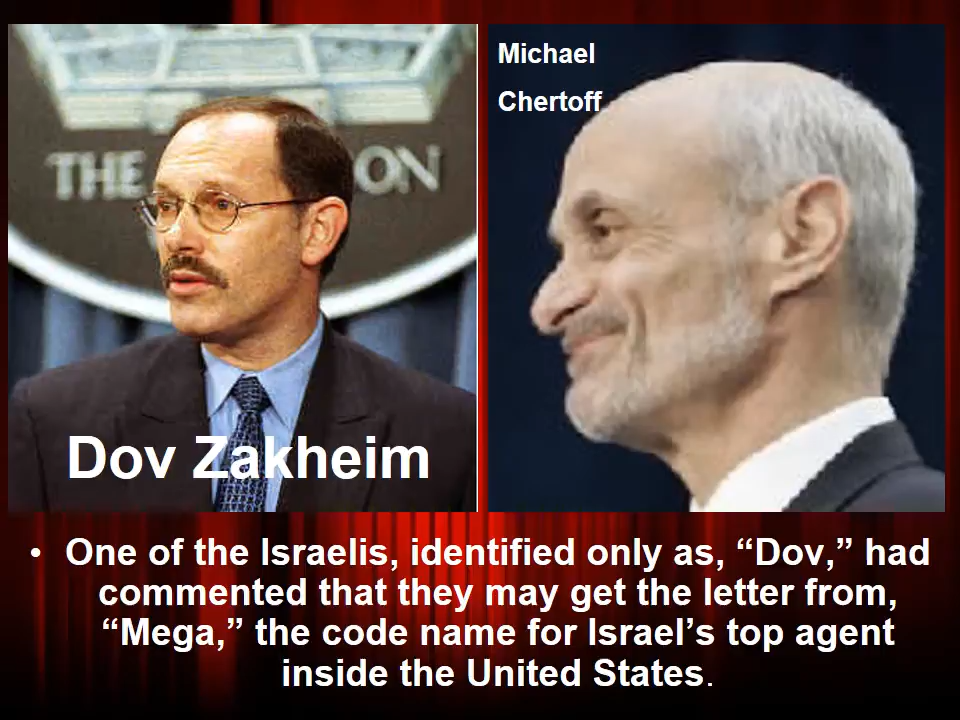 Michael
Chertoff
THE
ON
Dov Zakheim
• One of the Israelis, identified only as, “Dov,” had
commented that they may get the letter from,
“Mega,” the code name for Israel’s top agent
inside the United States.